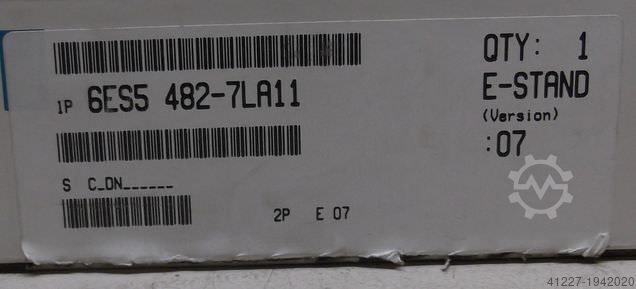 1P 6ES5 482-7LA11
S C_DN______
2P E 07
QTY: 1
E-STAND
(Version)
:07
41227-1942020